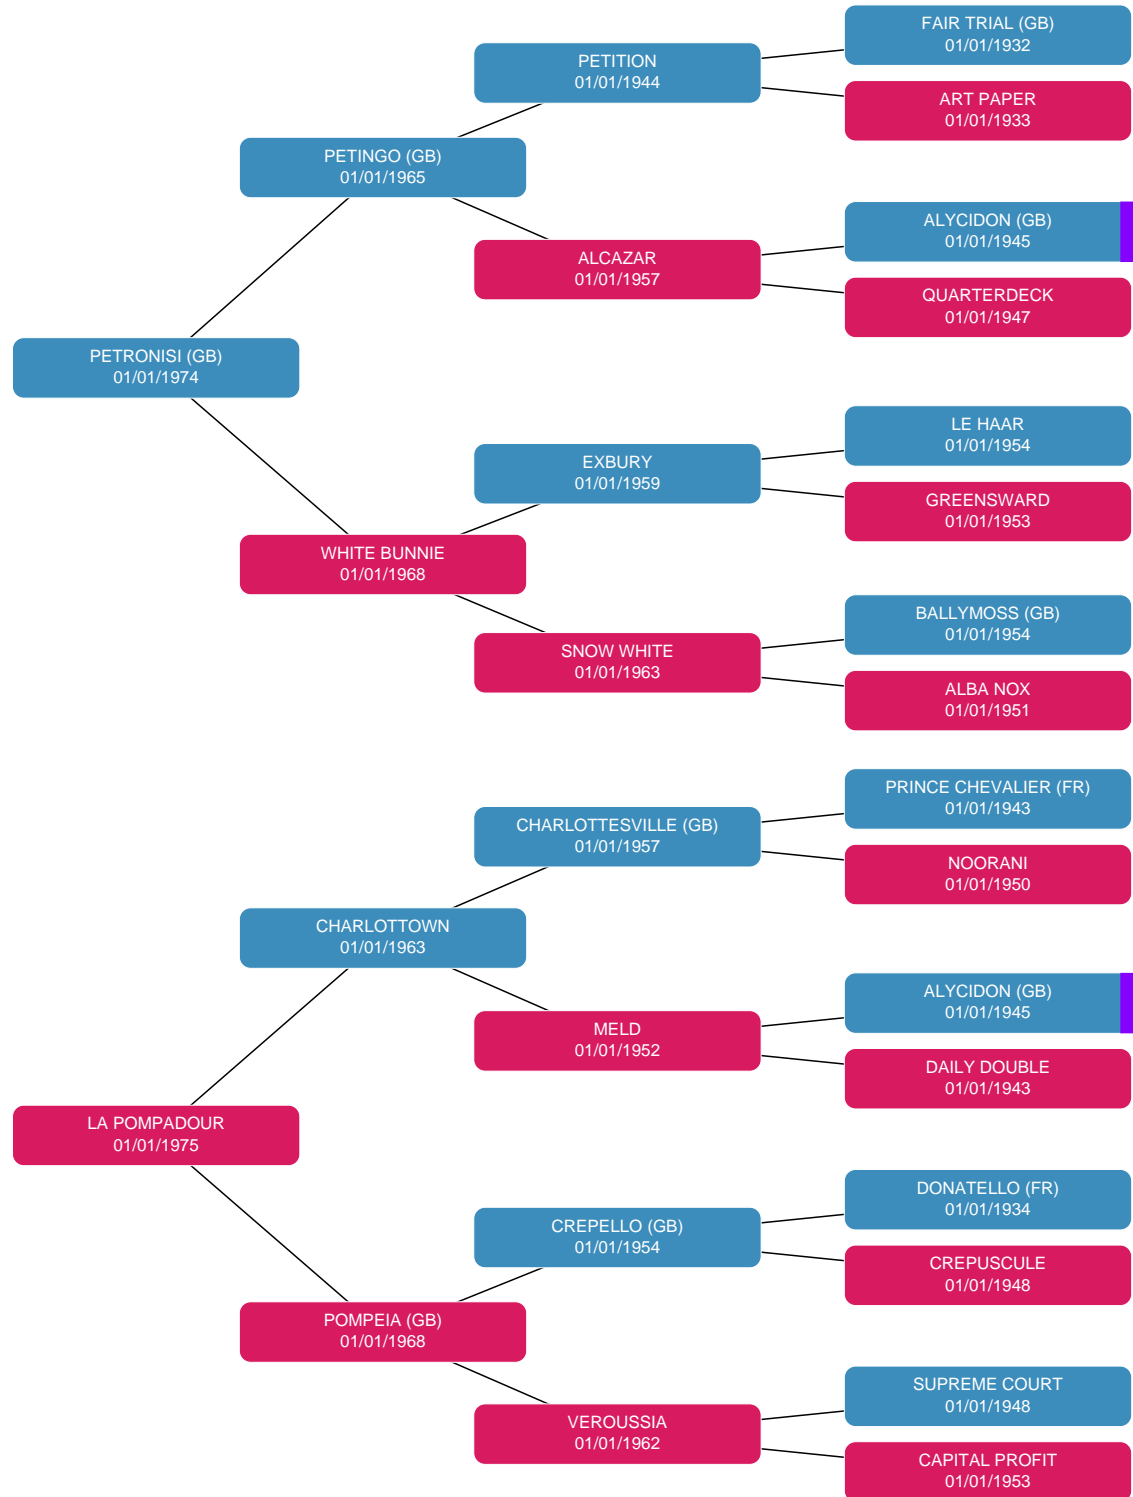 FAIR TRIAL (GB)
01/01/1932
PETITION
01/01/1944
ART PAPER
01/01/1933
PETINGO (GB)
01/01/1965
ALYCIDON (GB)
01/01/1945
ALCAZAR
01/01/1957
QUARTERDECK
01/01/1947
PETRONISI (GB)
01/01/1974
LE HAAR
01/01/1954
EXBURY
01/01/1959
GREENSWARD
01/01/1953
WHITE BUNNIE
01/01/1968
BALLYMOSS (GB)
01/01/1954
SNOW WHITE
01/01/1963
ALBA NOX
01/01/1951
PRINCE CHEVALIER (FR)
01/01/1943
CHARLOTTESVILLE (GB)
01/01/1957
NOORANI
01/01/1950
CHARLOTTOWN
01/01/1963
ALYCIDON (GB)
01/01/1945
MELD
01/01/1952
DAILY DOUBLE
01/01/1943
LA POMPADOUR
01/01/1975
DONATELLO (FR)
01/01/1934
CREPELLO (GB)
01/01/1954
CREPUSCULE
01/01/1948
POMPEIA (GB)
01/01/1968
SUPREME COURT
01/01/1948
VEROUSSIA
01/01/1962
CAPITAL PROFIT
01/01/1953